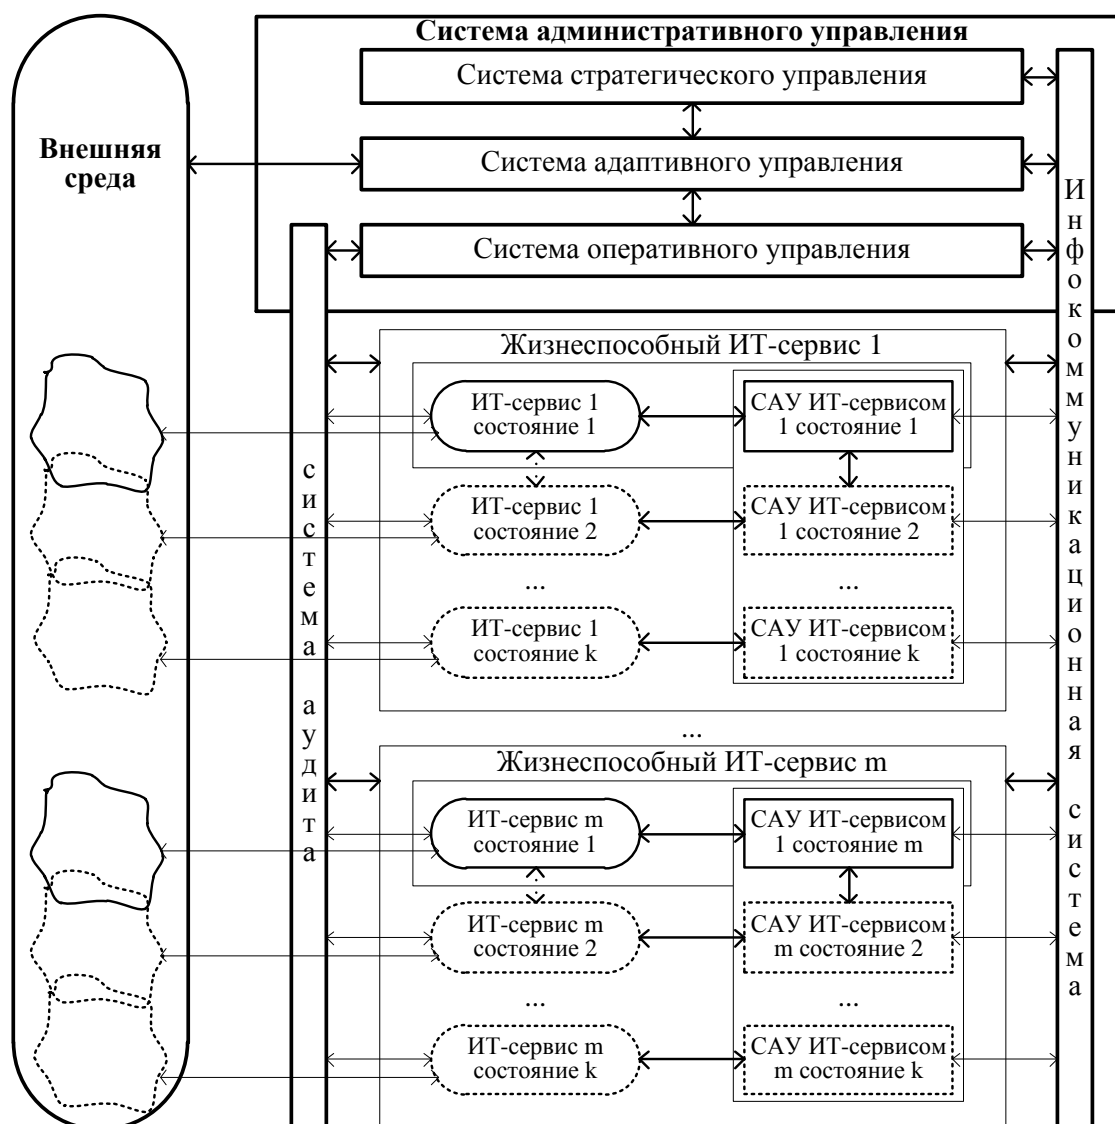 Система административного управления
Система стратегического управления
Внешняя
среда
Система адаптивного управления
Система оперативного управления
Инфокоммуникационная система
система аудита
Жизнеспособный ИТ-сервис 1
ИТ-сервис 1
состояние 1
САУ ИТ-сервисом
1 состояние 1
ИТ-сервис 1
состояние 2
САУ ИТ-сервисом
1 состояние 2
...
...
ИТ-сервис 1
состояние k
САУ ИТ-сервисом
1 состояние k
...
Жизнеспособный ИТ-сервис m
ИТ-сервис m
состояние 1
САУ ИТ-сервисом
1 состояние m
ИТ-сервис m
состояние 2
САУ ИТ-сервисом
m состояние 2
...
...
ИТ-сервис m
состояние k
САУ ИТ-сервисом
m состояние k